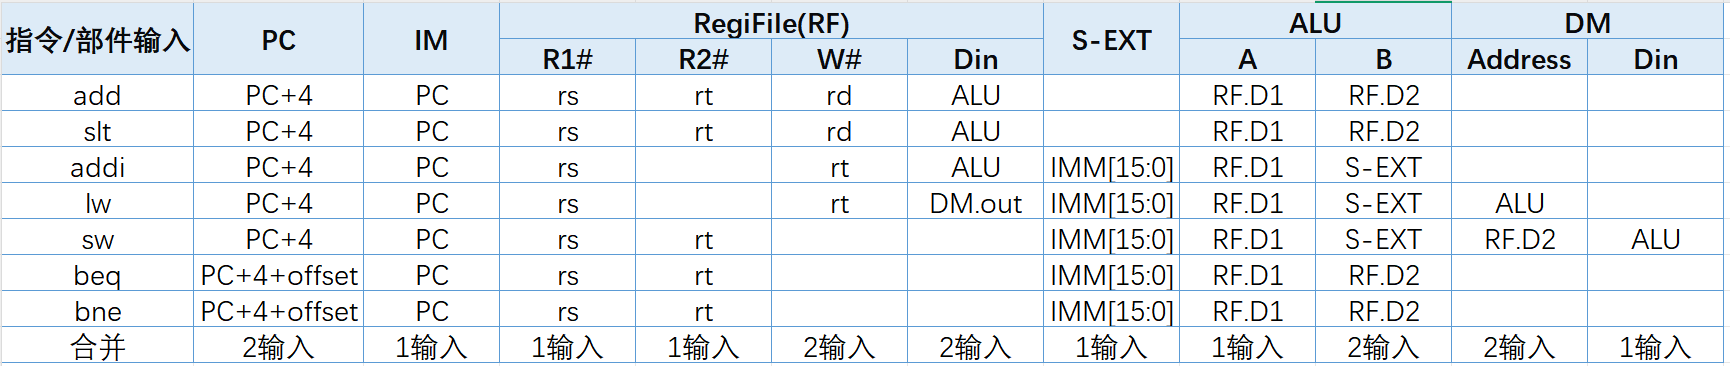 指令/部件输入 PC IM RegiFile(RF) S-EXT ALU DM
R1# R2# W# Din A B Address Din
add PC+4 PC rs rt rd ALU RF.D1 RF.D2
slt PC+4 PC rs rt rd ALU RF.D1 RF.D2
addi PC+4 PC rs rt ALU IMM[15:0] RF.D1 S-EXT
lw PC+4 PC rs rt DM.out IMM[15:0] RF.D1 S-EXT ALU
sw PC+4 PC rs rt IMM[15:0] RF.D1 S-EXT RF.D2 ALU
beq PC+4+offset PC rs rt IMM[15:0] RF.D1 RF.D2
bne PC+4+offset PC rs rt IMM[15:0] RF.D1 RF.D2
合并 2输入 1输入 1输入 1输入 2输入 2输入 1输入 1输入 2输入 2输入 1输入